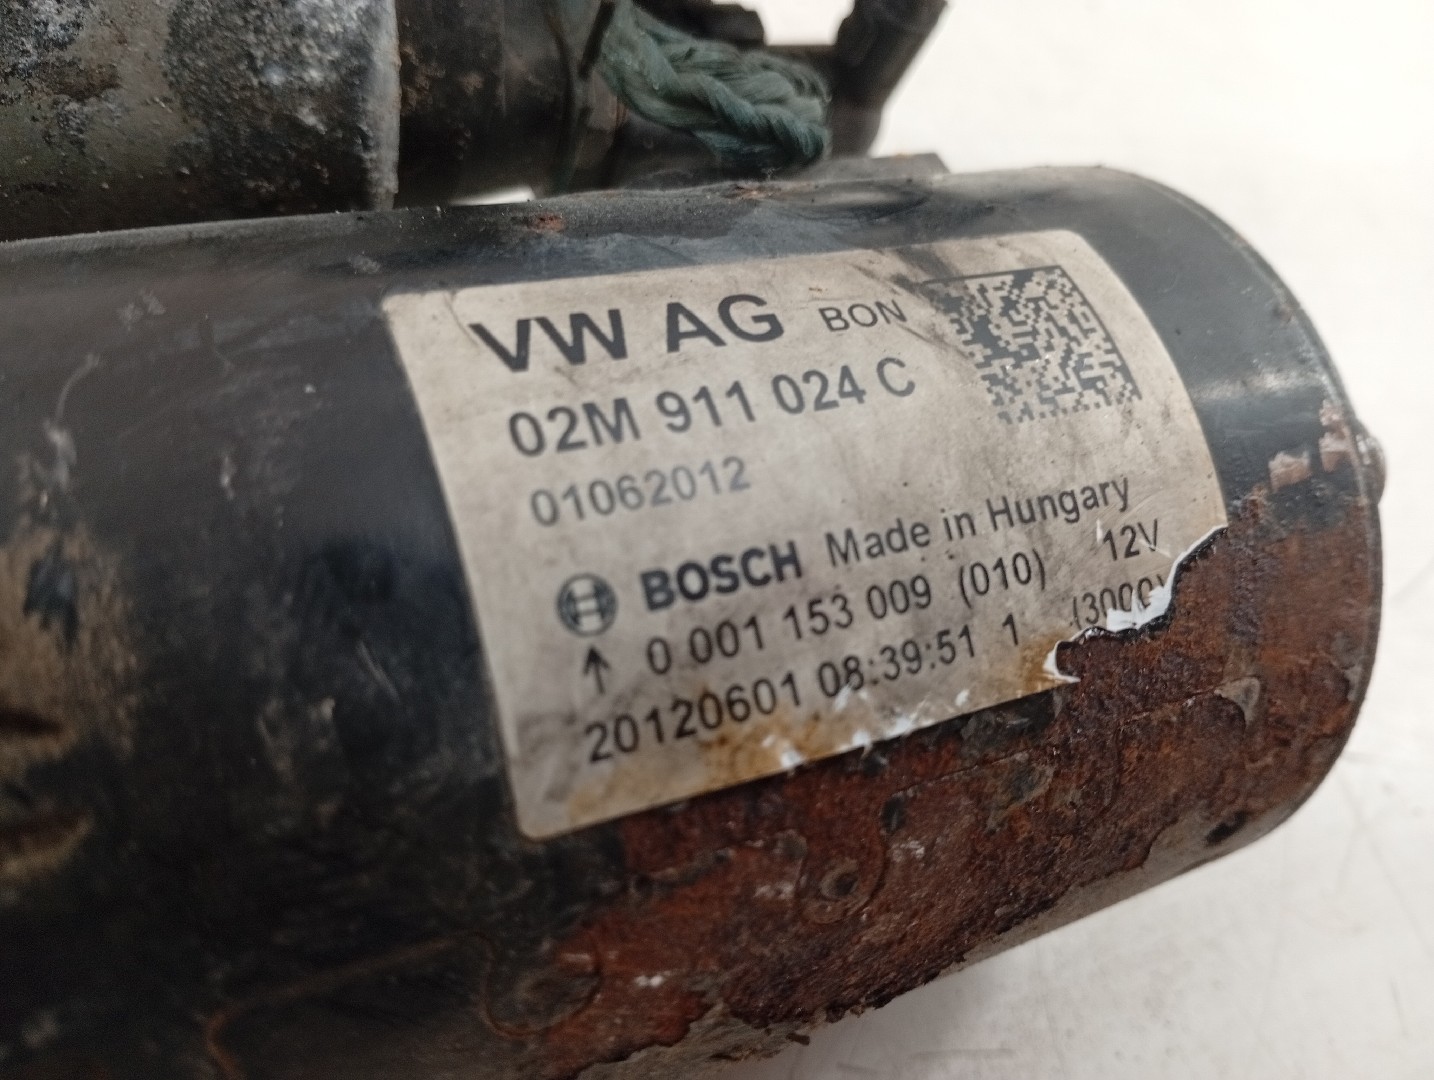 VW AG BON
02M 911 024 C
01062012
BOSCH Made in Hungary
0 001 153 009 (010) 12V
20120601 08:39:51 1 (3000)